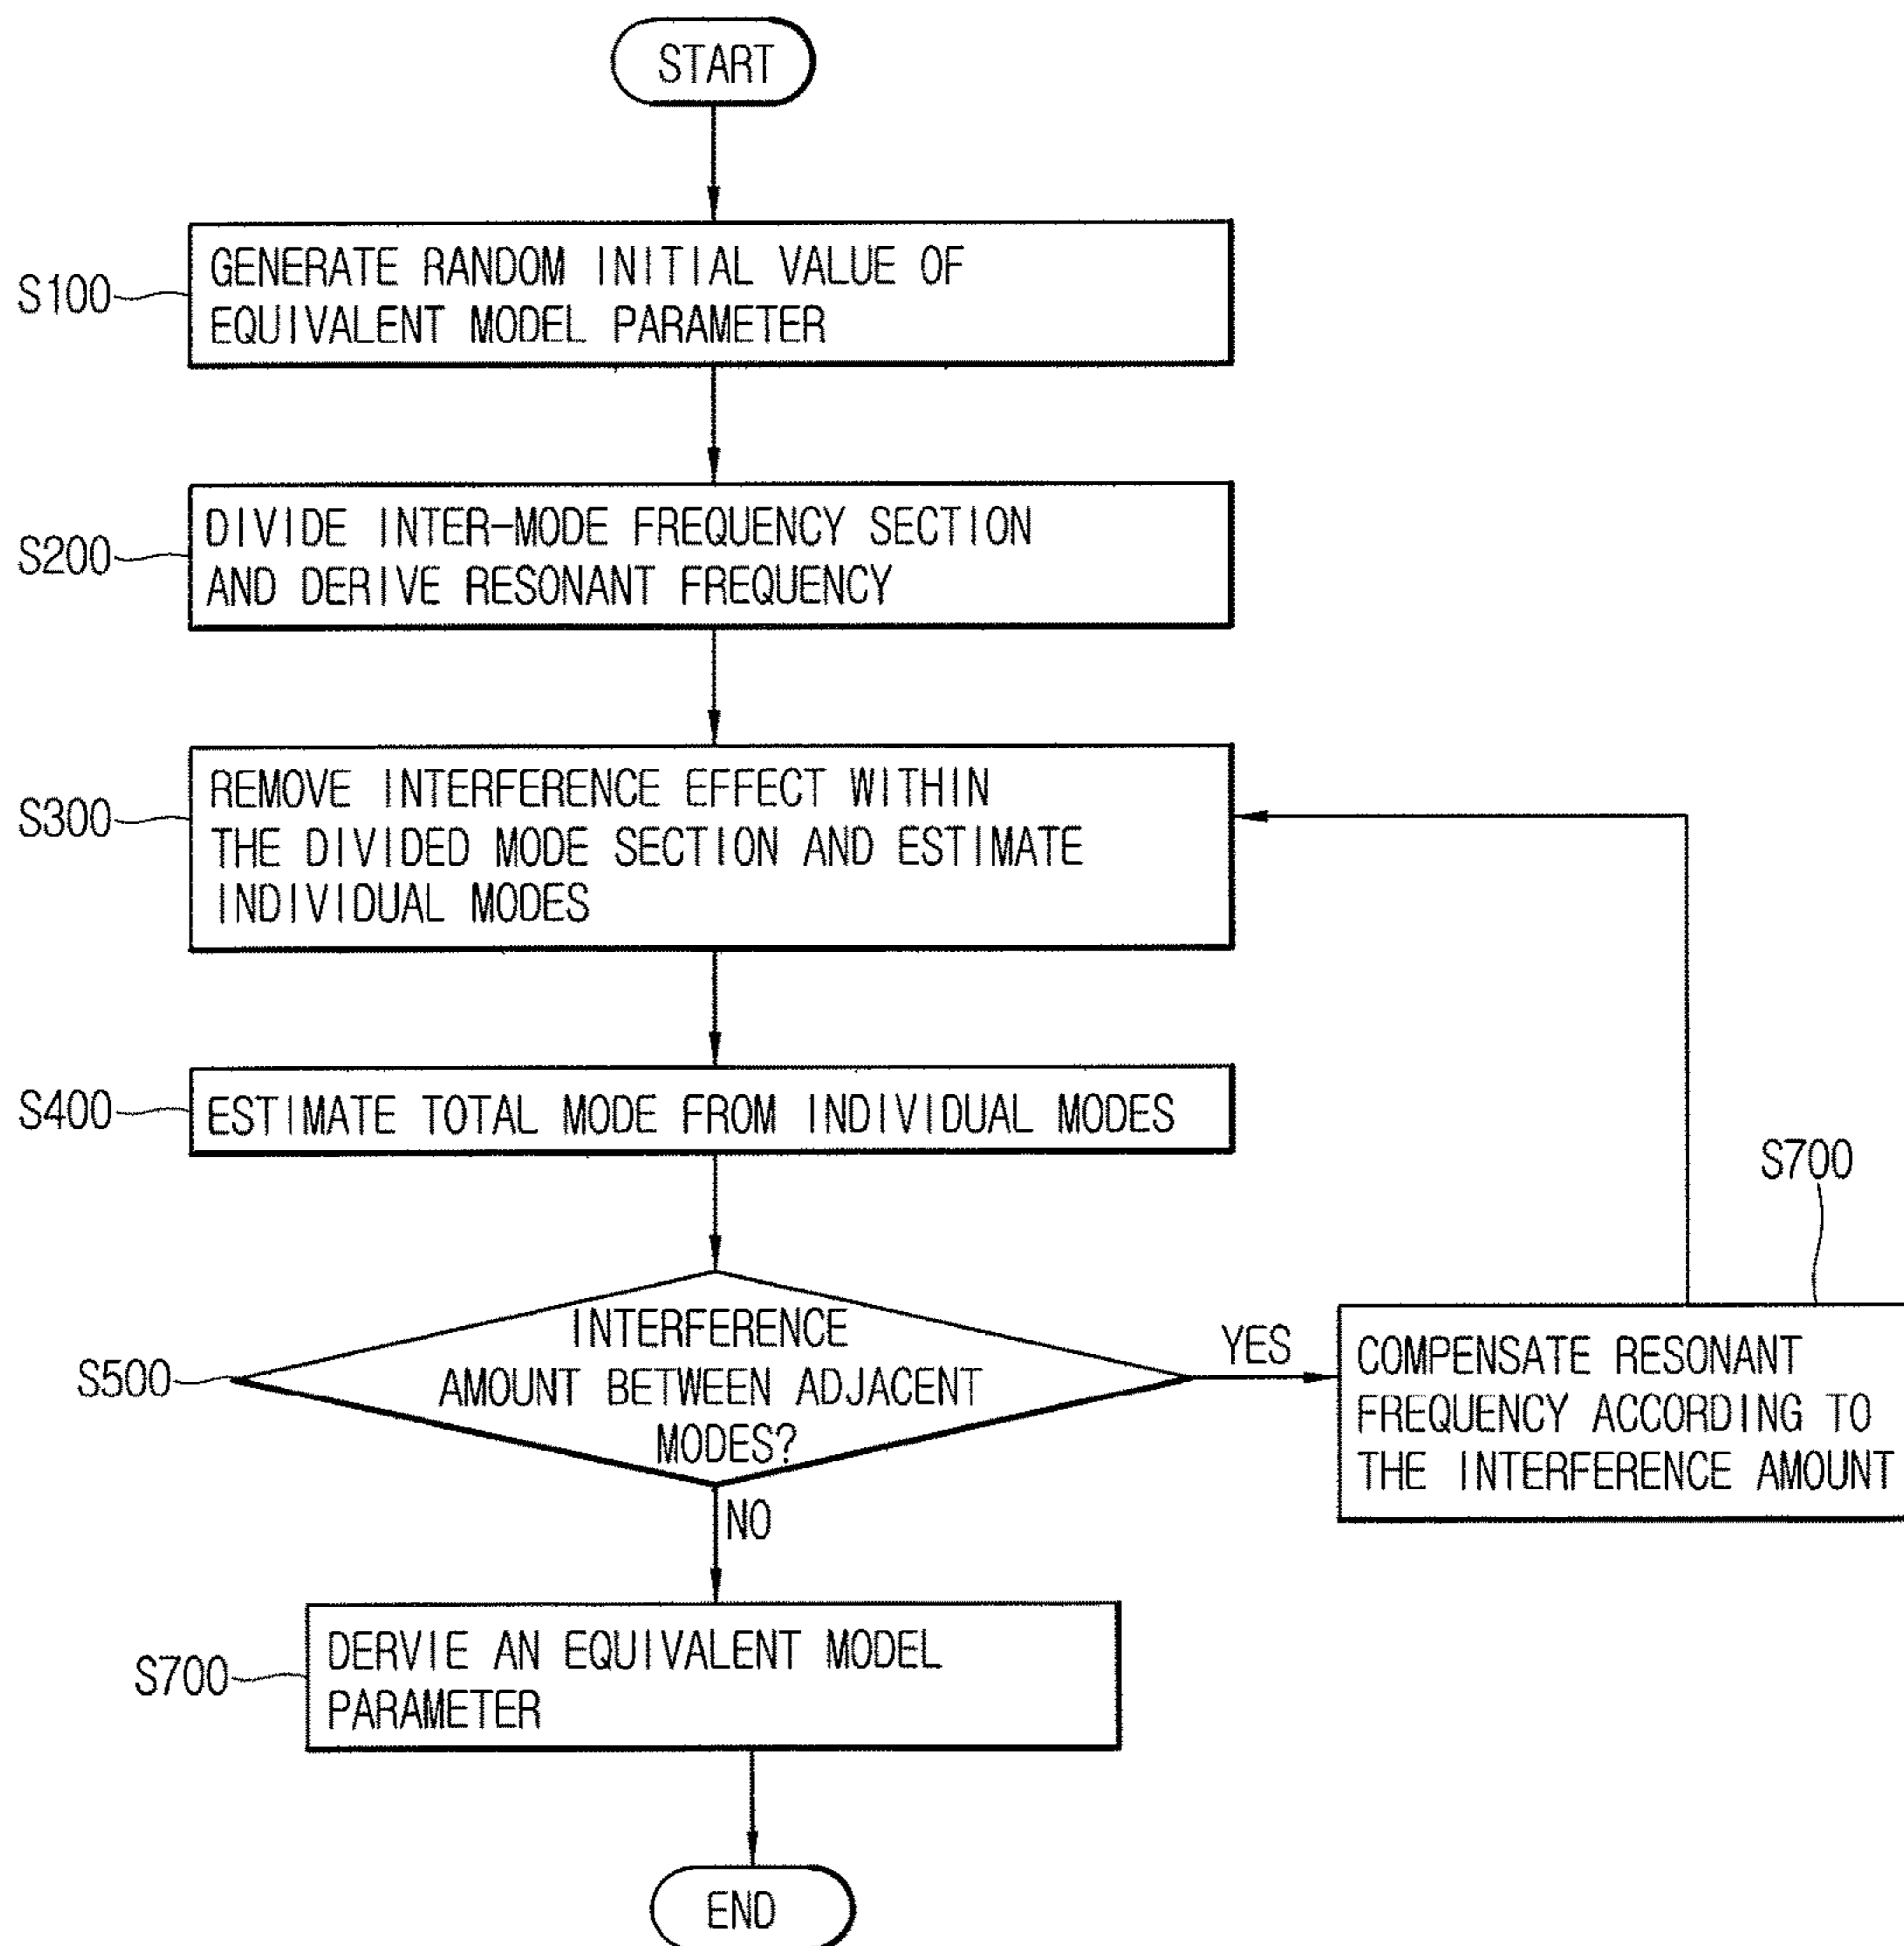 START
S100
GENERATE RANDOM INITIAL VALUE OF
EQUIVALENT MODEL PARAMETER
S200
DIVIDE INTER-MODE FREQUENCY SECTION
AND DERIVE RESONANT FREQUENCY
S300
REMOVE INTERFERENCE EFFECT WITHIN
THE DIVIDED MODE SECTION AND ESTIMATE
INDIVIDUAL MODES
S400
ESTIMATE TOTAL MODE FROM INDIVIDUAL MODES
S500
INTERFERENCE
AMOUNT BETWEEN ADJACENT
MODES?
YES
S700
COMPENSATE RESONANT
FREQUENCY ACCORDING TO
THE INTERFERENCE AMOUNT
NO
S700
DERVIE AN EQUIVALENT MODEL
PARAMETER
END